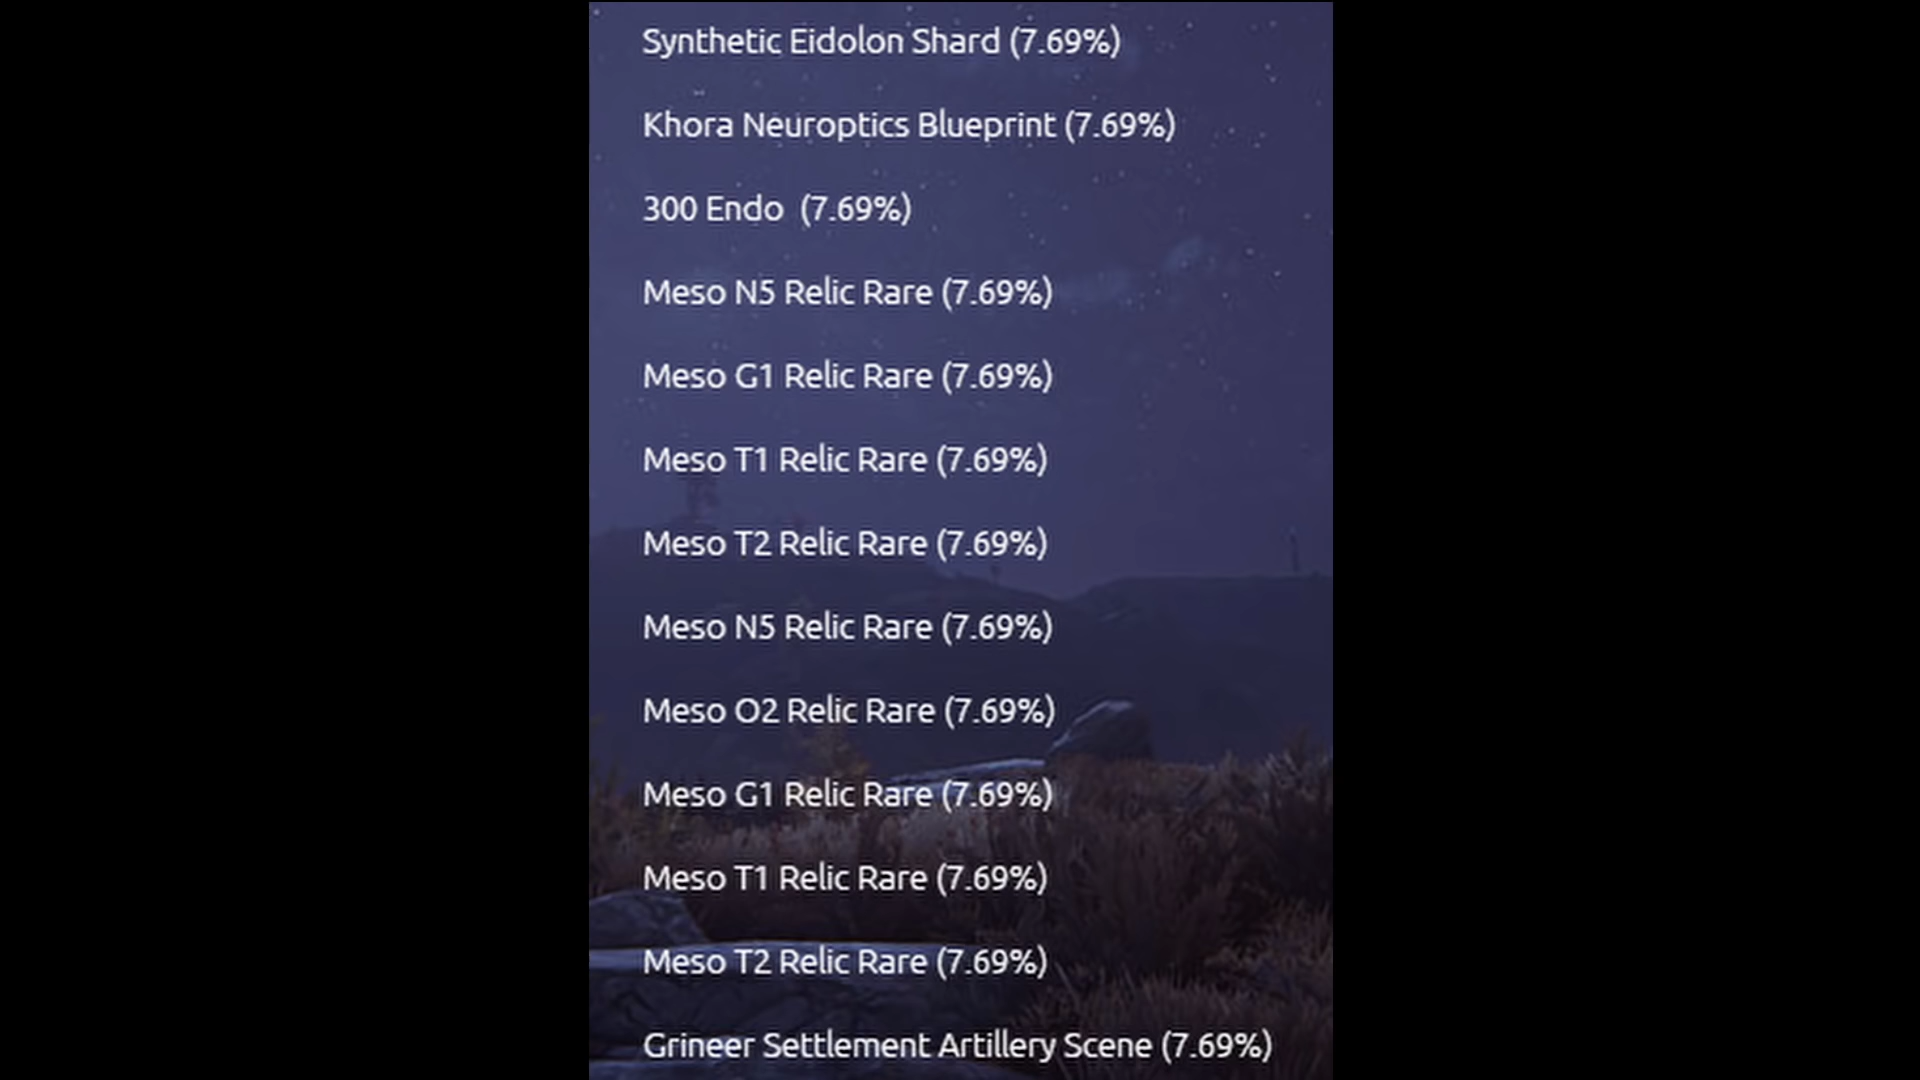 Synthetic Eidolon Shard (7.69%)
Khora Neuroptics Blueprint (7.69%)
300 Endo  (7.69%)
Meso N5 Relic Rare (7.69%)
Meso G1 Relic Rare (7.69%)
Meso T1 Relic Rare (7.69%)
Meso T2 Relic Rare (7.69%)
Meso N5 Relic Rare (7.69%)
Meso O2 Relic Rare (7.69%)
Meso G1 Relic Rare (7.69%)
Meso T1 Relic Rare (7.69%)
Meso T2 Relic Rare (7.69%)
Grineer Settlement Artillery Scene (7.69%)